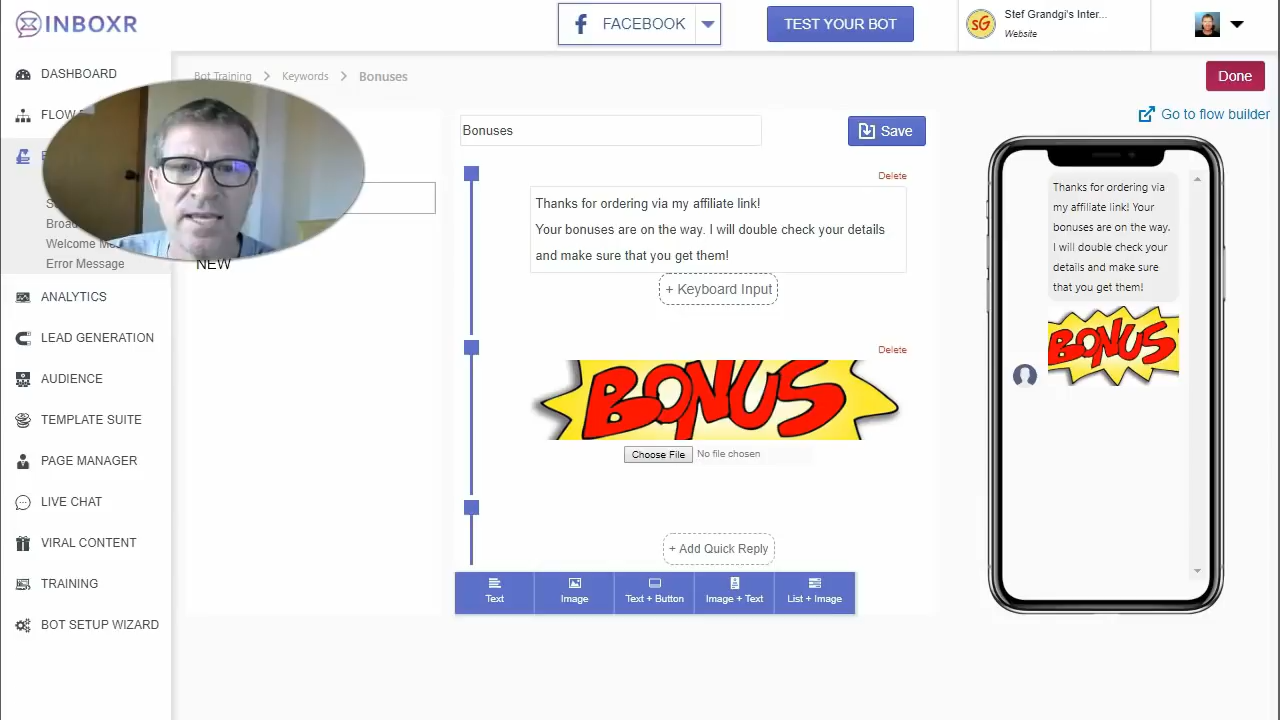 INBOXR
FACEBOOK
TEST YOUR BOT
sG
Stef Grandgi's Inter...
Website
DASHBOARD
FLOW
Broad
Welcome Me
Error Message
ANALYTICS
LEAD GENERATION
AUDIENCE
TEMPLATE SUITE
PAGE MANAGER
LIVE CHAT
VIRAL CONTENT
TRAINING
BOT SETUP WIZARD
Bot Training
Keywords
Bonuses
Done
Go to flow builder
NEW
Bonuses
Save
Delete
Thanks for ordering via my affiliate link!
Your bonuses are on the way. I will double check your details
and make sure that you get them!
+ Keyboard Input
Delete
BONUS
Choose File No file chosen
+ Add Quick Reply
Text
Image
Text + Button
Image + Text
List + Image
Thanks for ordering via
my affiliate link! Your
bonuses are on the way.
I will double check your
details and make sure
that you get them!
BONUS